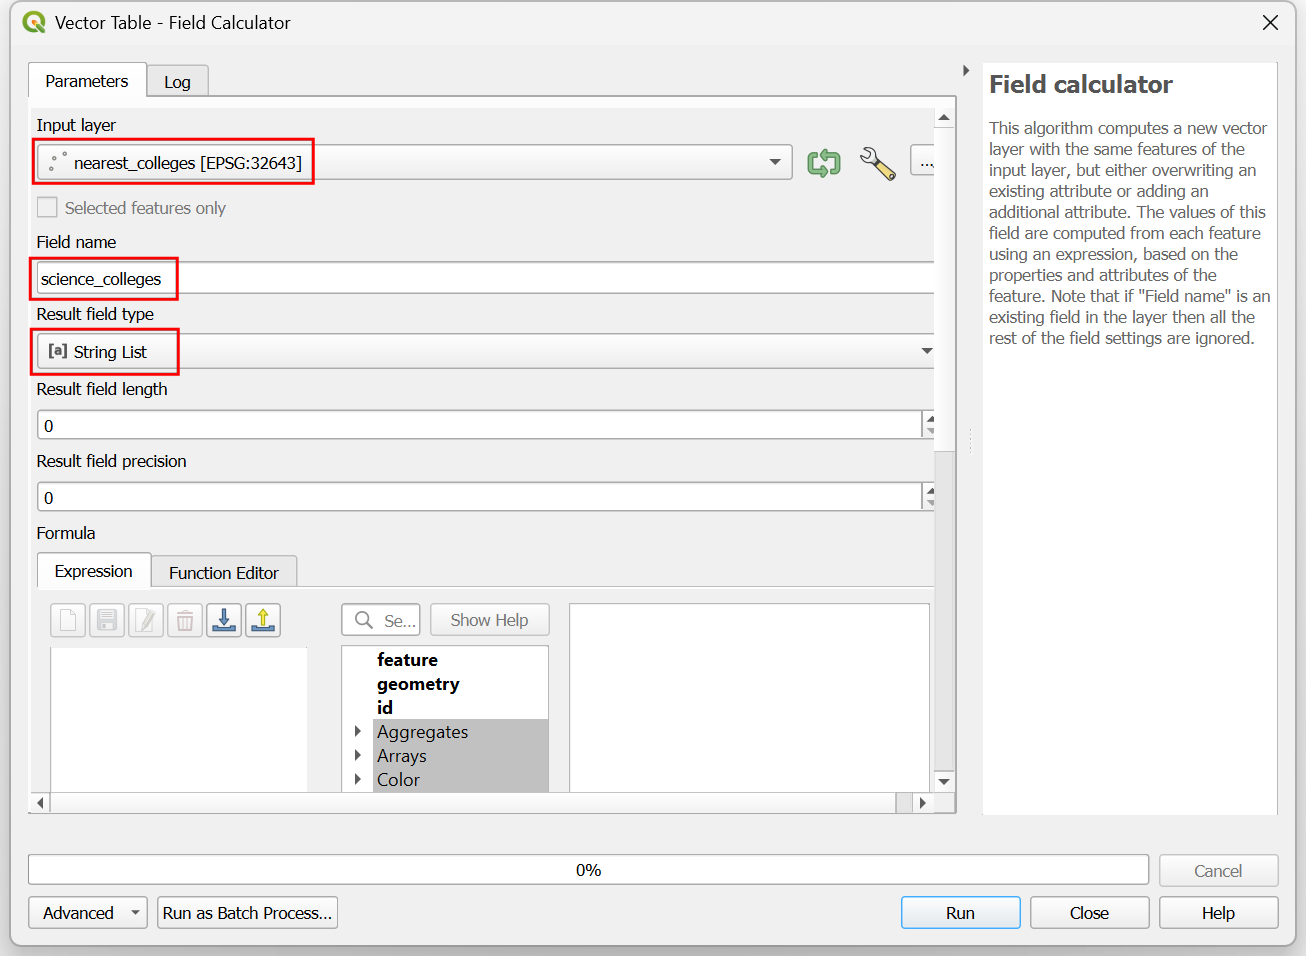 Vector Table - Field Calculator
Parameters
Log
Input layer
nearest_colleges [EPSG:32643]
...
Selected features only
Field name
science_colleges
Result field type
[a] String List
Result field length
0
Result field precision
0
Formula
Expression
Function Editor
Se...
Show Help
feature
geometry
id
Aggregates
Arrays
Color
Field calculator
This algorithm computes a new vector
layer with the same features of the
input layer, but either overwriting an
existing attribute or adding an
additional attribute. The values of this
field are computed from each feature
using an expression, based on the
properties and attributes of the
feature. Note that if "Field name" is an
existing field in the layer then all the
rest of the field settings are ignored.
0%
Cancel
Advanced
Run as Batch Process...
Run
Close
Help